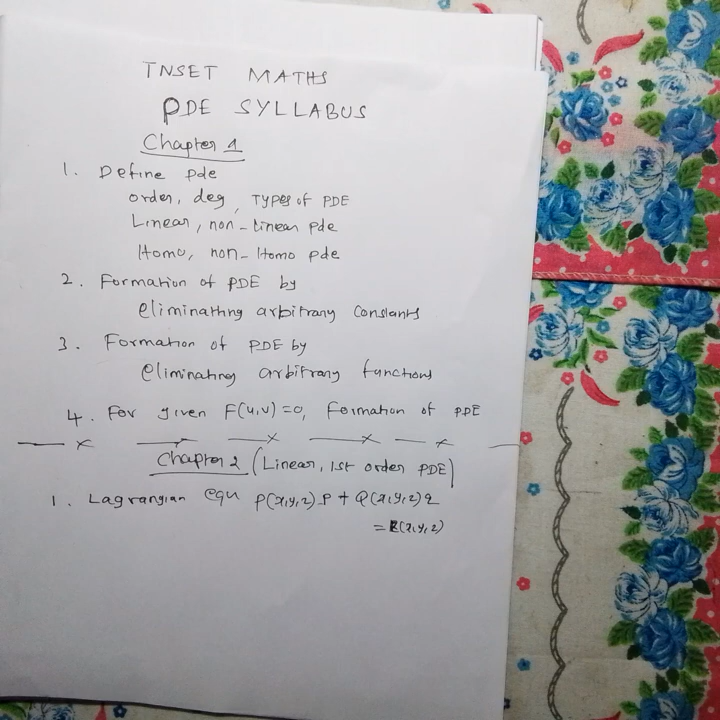 TNSET MATHS
PDE SYLLABUS
Chapter 1
1. Define pde
order, deg, TYPES of PDE
Linear, non-linear pde
Homo, non-Homo pde
2. Formation of PDE by
eliminating arbitrary constants
3. Formation of PDE by
eliminating arbitrary functions
4. For given F(u,v)=0, Formation of PDE
Chapter 2 (Linear, 1st order PDE)
1. Lagrangian equ P(x,y,z)P + Q(x,y,z)q
= R(x,y,z)